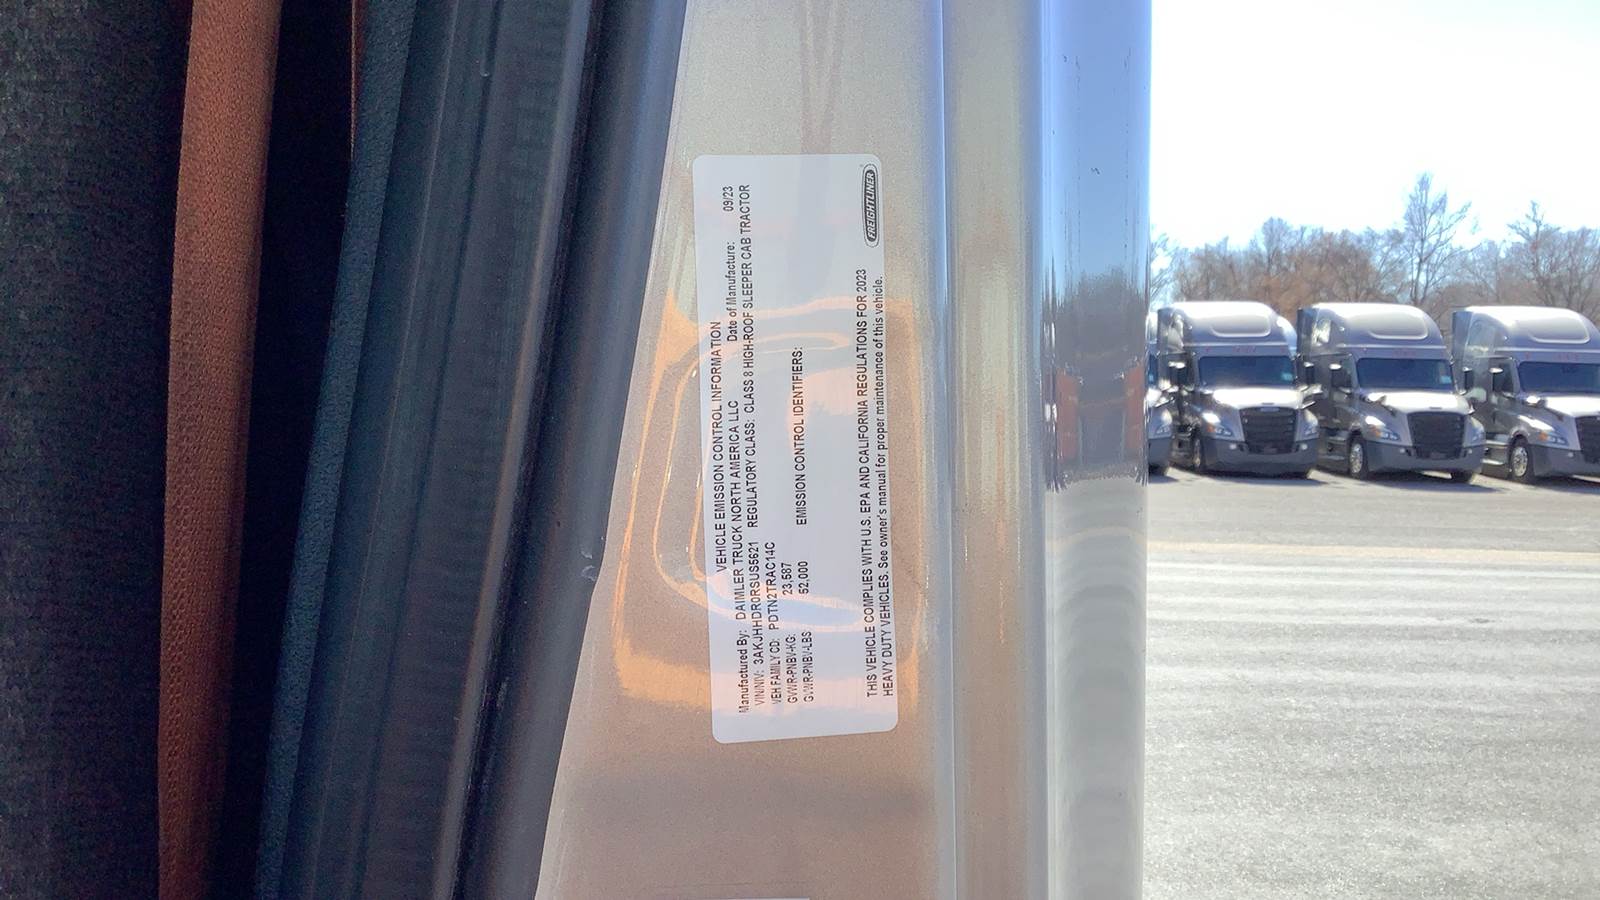 VEHICLE EMISSION CONTROL INFORMATION
Manufactured By: DAIMLER TRUCK NORTH AMERICA LLC Date of Manufacture: 09/23
VIN/NIV: 3AKJHHDR0RSUS5621 REGULATORY CLASS: CLASS 8 HIGH-ROOF SLEEPER CAB TRACTOR
VEH FAMILY CD: PDTN2TRAC14C
GVWR-PNBV-KG: 23,587 EMISSION CONTROL IDENTIFIERS:
GVWR-PNBV-LBS 52,000
THIS VEHICLE COMPLIES WITH U.S. EPA AND CALIFORNIA REGULATIONS FOR 2023
HEAVY DUTY VEHICLES. See owner's manual for proper maintenance of this vehicle.
FREIGHTLINER